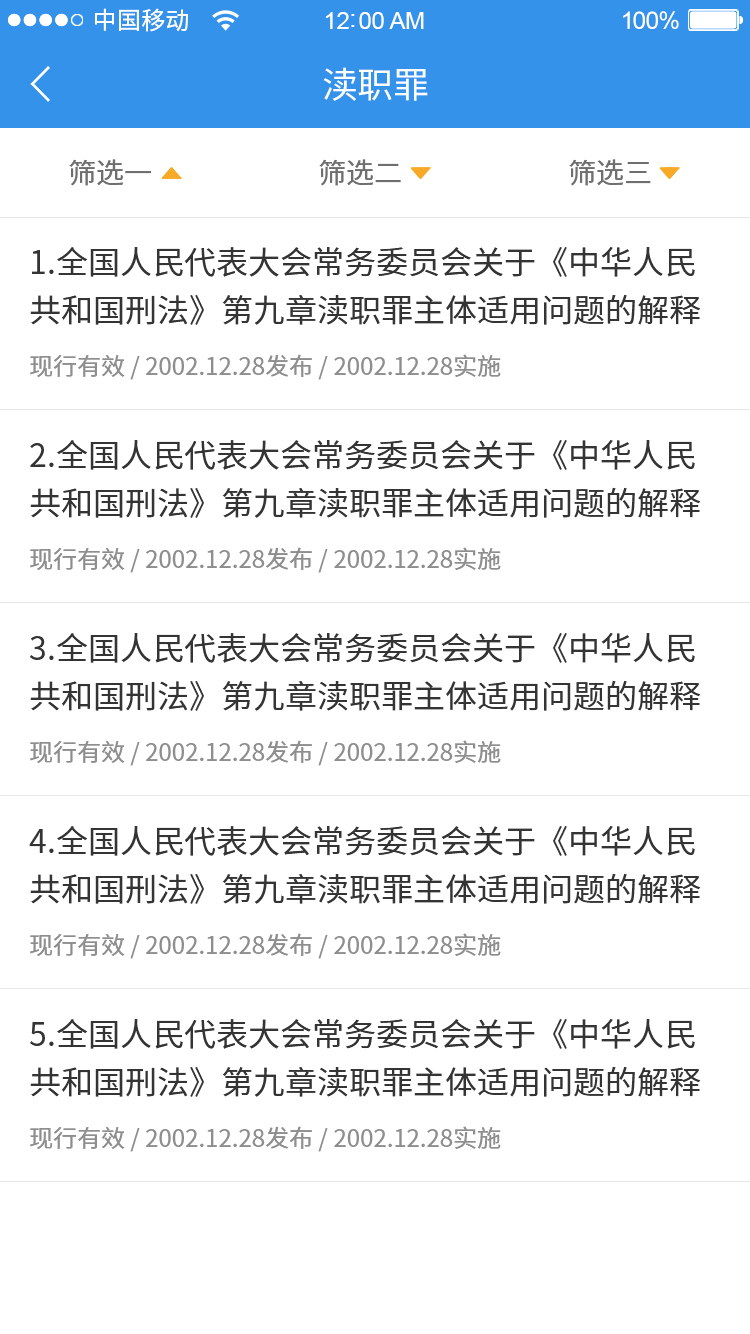 中国移动 12:00 AM 100%
渎职罪
筛选一 筛选二 筛选三
1.全国人民代表大会常务委员会关于《中华人民
共和国刑法》第九章渎职罪主体适用问题的解释
现行有效 / 2002.12.28发布 / 2002.12.28实施
2.全国人民代表大会常务委员会关于《中华人民
共和国刑法》第九章渎职罪主体适用问题的解释
现行有效 / 2002.12.28发布 / 2002.12.28实施
3.全国人民代表大会常务委员会关于《中华人民
共和国刑法》第九章渎职罪主体适用问题的解释
现行有效 / 2002.12.28发布 / 2002.12.28实施
4.全国人民代表大会常务委员会关于《中华人民
共和国刑法》第九章渎职罪主体适用问题的解释
现行有效 / 2002.12.28发布 / 2002.12.28实施
5.全国人民代表大会常务委员会关于《中华人民
共和国刑法》第九章渎职罪主体适用问题的解释
现行有效 / 2002.12.28发布 / 2002.12.28实施